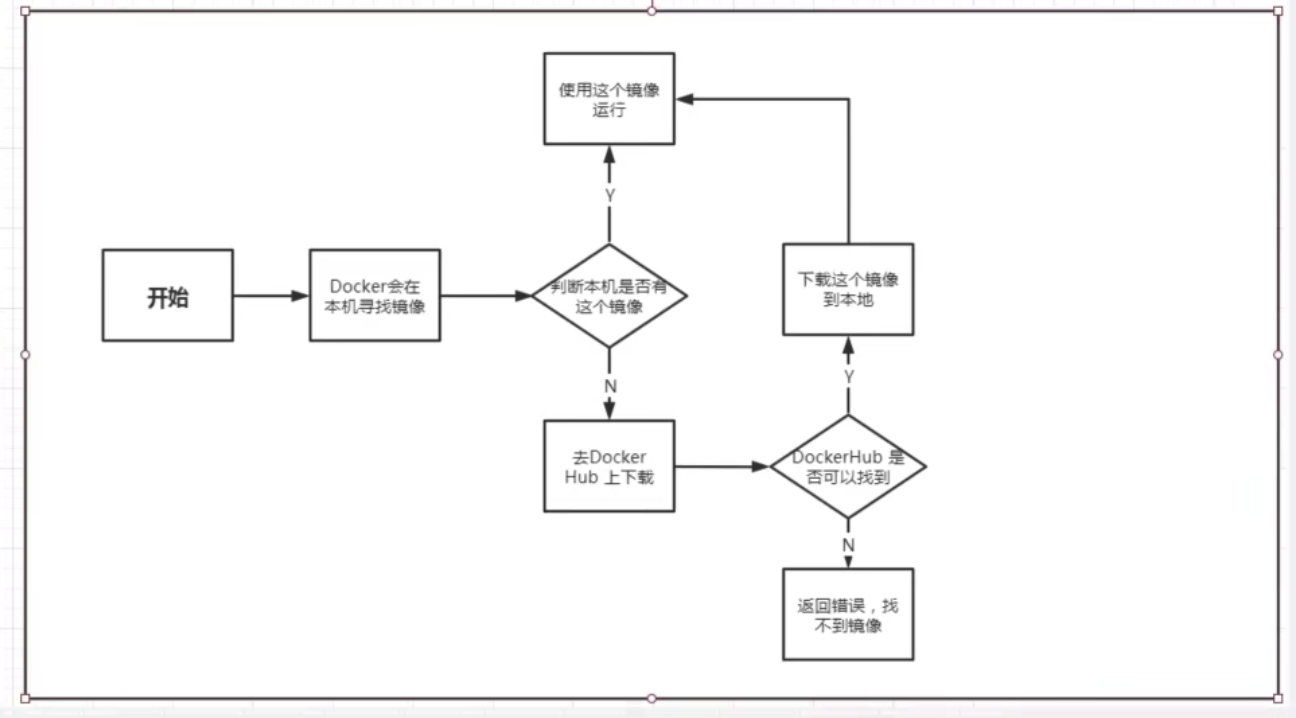 使用这个镜像
运行
Y
开始
Docker会在
本机寻找镜像
判断本机是否有
这个镜像
下载这个镜像
到本地
N
Y
去Docker
Hub 上下载
DockerHub 是
否可以找到
N
返回错误，找
不到镜像